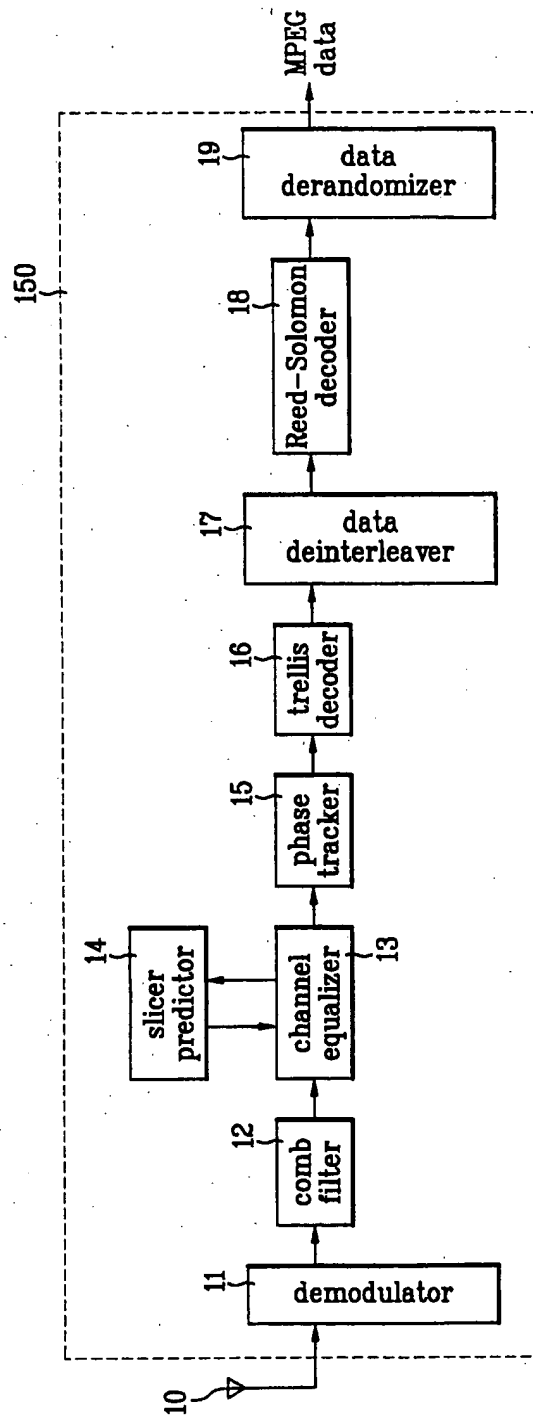 150
10
11
demodulator
12
comb
filter
13
channel
equalizer
14
slicer
predictor
15
phase
tracker
16
trellis
decoder
17
data
deinterleaver
18
Reed-Solomon
decoder
19
data
derandomizer
MPEG
data